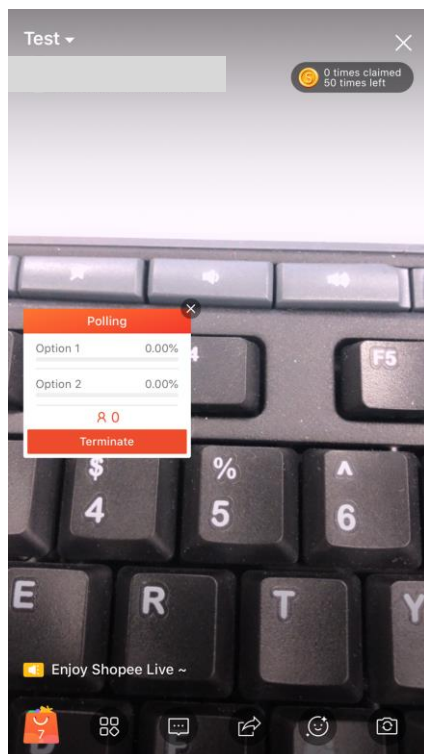 Test
0 times claimed
50 times left
Polling
Option 1 0.00%
Option 2 0.00%
0
Terminate
4
F5
$
4
%
5
^
6
E
R
T
Y
Enjoy Shopee Live ~
7